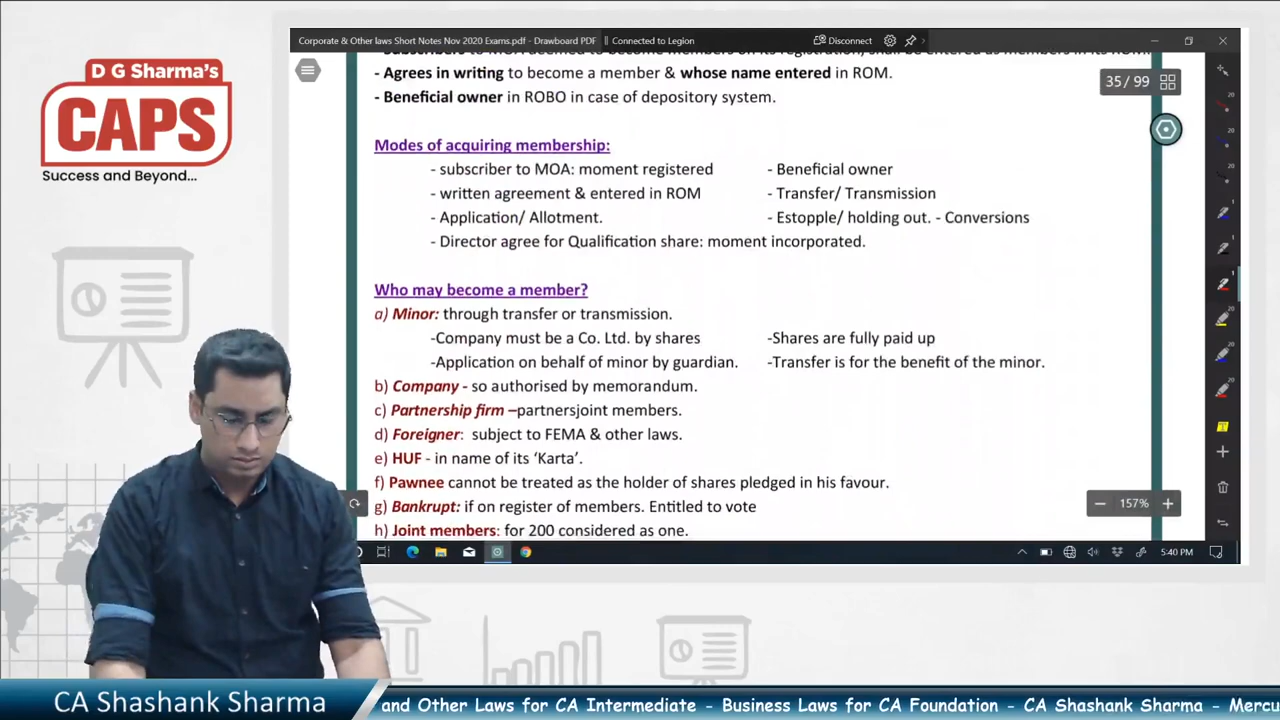 D G Sharma's
CAPS
Success and Beyond...
Corporate & Other laws Short Notes Nov 2020 Exams.pdf - Drawboard PDF
Connected to Legion
Disconnect
35/ 99
- Agrees in writing to become a member & whose name entered in ROM.
- Beneficial owner in ROBO in case of depository system.
Modes of acquiring membership:
- subscriber to MOA: moment registered - Beneficial owner
- written agreement & entered in ROM - Transfer/ Transmission
- Application/ Allotment. - Estopple/ holding out. - Conversions
- Director agree for Qualification share: moment incorporated.
Who may become a member?
a) Minor: through transfer or transmission.
-Company must be a Co. Ltd. by shares -Shares are fully paid up
-Application on behalf of minor by guardian. -Transfer is for the benefit of the minor.
b) Company - so authorised by memorandum.
c) Partnership firm –partnersjoint members.
d) Foreigner: subject to FEMA & other laws.
e) HUF - in name of its ‘Karta’.
f) Pawnee cannot be treated as the holder of shares pledged in his favour.
g) Bankrupt: if on register of members. Entitled to vote
h) Joint members: for 200 considered as one.
157%
5:40 PM
CA Shashank Sharma
and Other Laws for CA Intermediate - Business Laws for CA Foundation - CA Shashank Sharma - Mercu